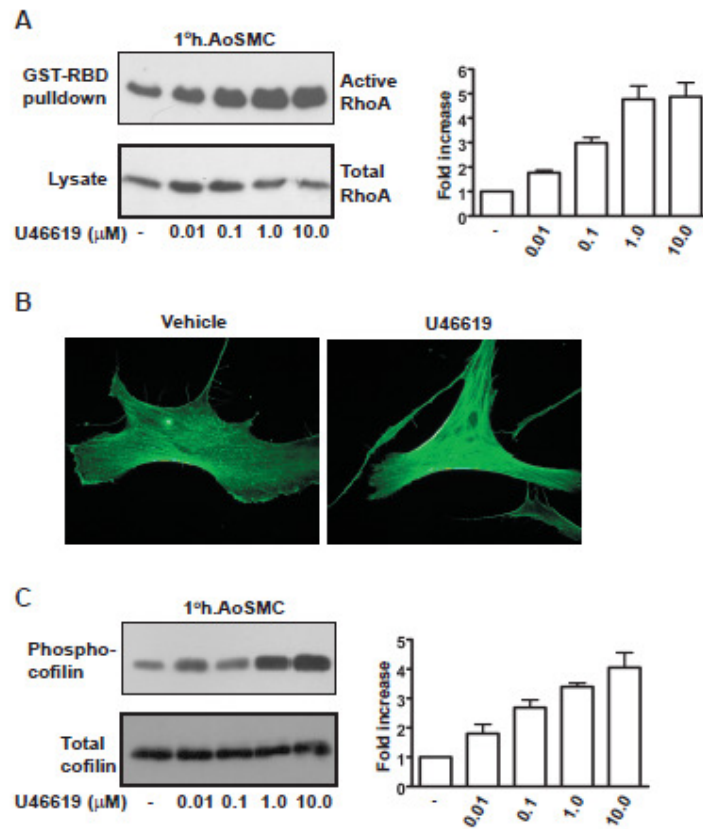 A
1°h.AoSMC
GST-RBD
pulldown
Active
RhoA
Lysate
Total
RhoA
U46619 (μM) - 0.01 0.1 1.0 10.0
Fold increase
6
5
4
3
2
1
0
- 0.01 0.1 1.0 10.0
B
Vehicle U46619
C
1°h.AoSMC
Phospho-
cofilin
Total
cofilin
U46619 (μM) - 0.01 0.1 1.0 10.0
Fold increase
5
4
3
2
1
0
- 0.01 0.1 1.0 10.0